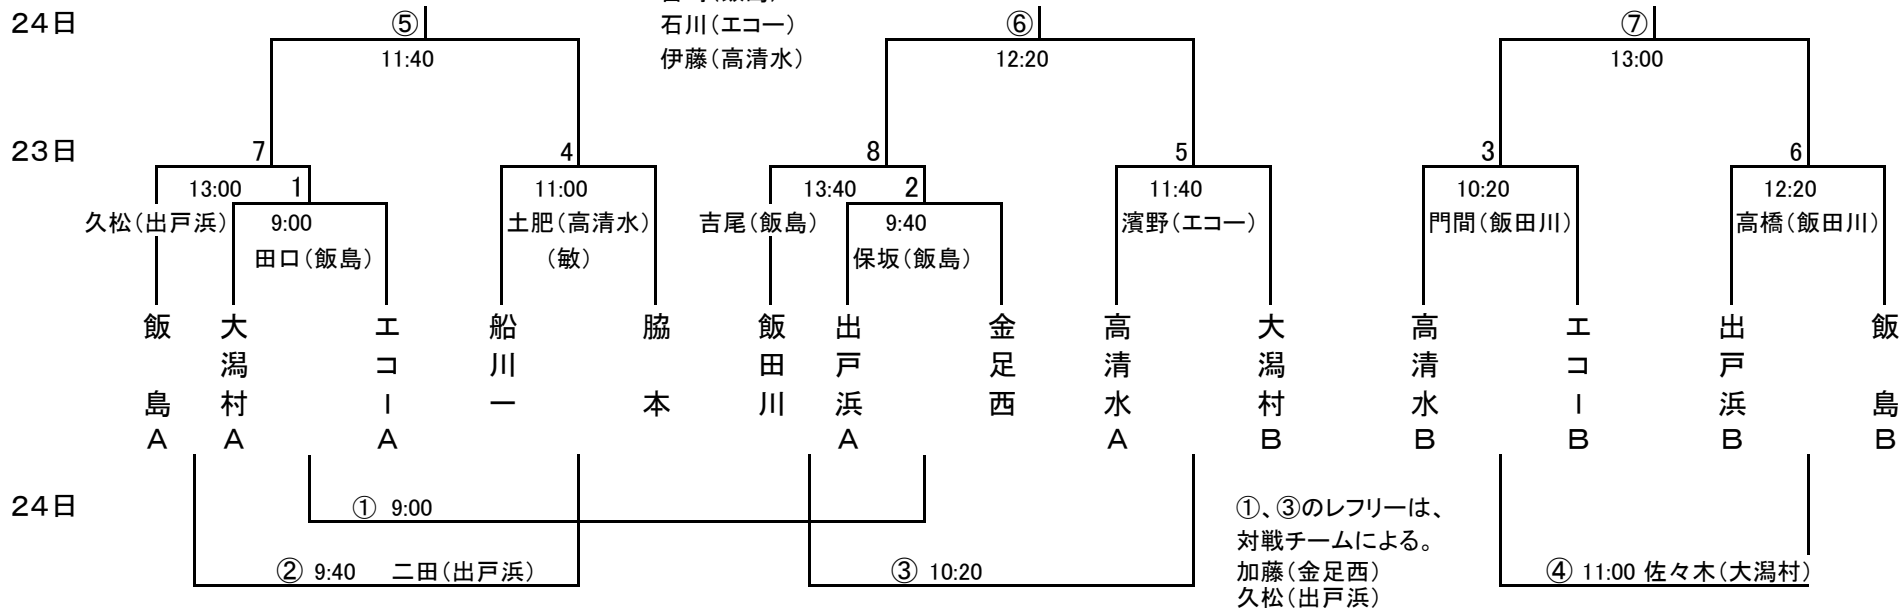 24日
⑤
⑥
⑦
石川(エコー)
伊藤(高清水)
11:40
12:20
13:00
23日
7
4
8
5
3
6
13:00
1
11:00
13:40
2
11:40
10:20
12:20
久松(出戸浜)
9:00
土肥(高清水)
吉尾(飯島)
9:40
濱野(エコー)
門間(飯田川)
高橋(飯田川)
田口(飯島)
(敏)
保坂(飯島)
飯島A
大潟村A
エコーA
船川一
脇本
飯田川
出戸浜A
金足西
高清水A
大潟村B
高清水B
エコーB
出戸浜B
飯島B
24日
① 9:00
② 9:40 二田(出戸浜)
③ 10:20
①、③のレフリーは、
対戦チームによる。
加藤(金足西)
久松(出戸浜)
④ 11:00 佐々木(大潟村)